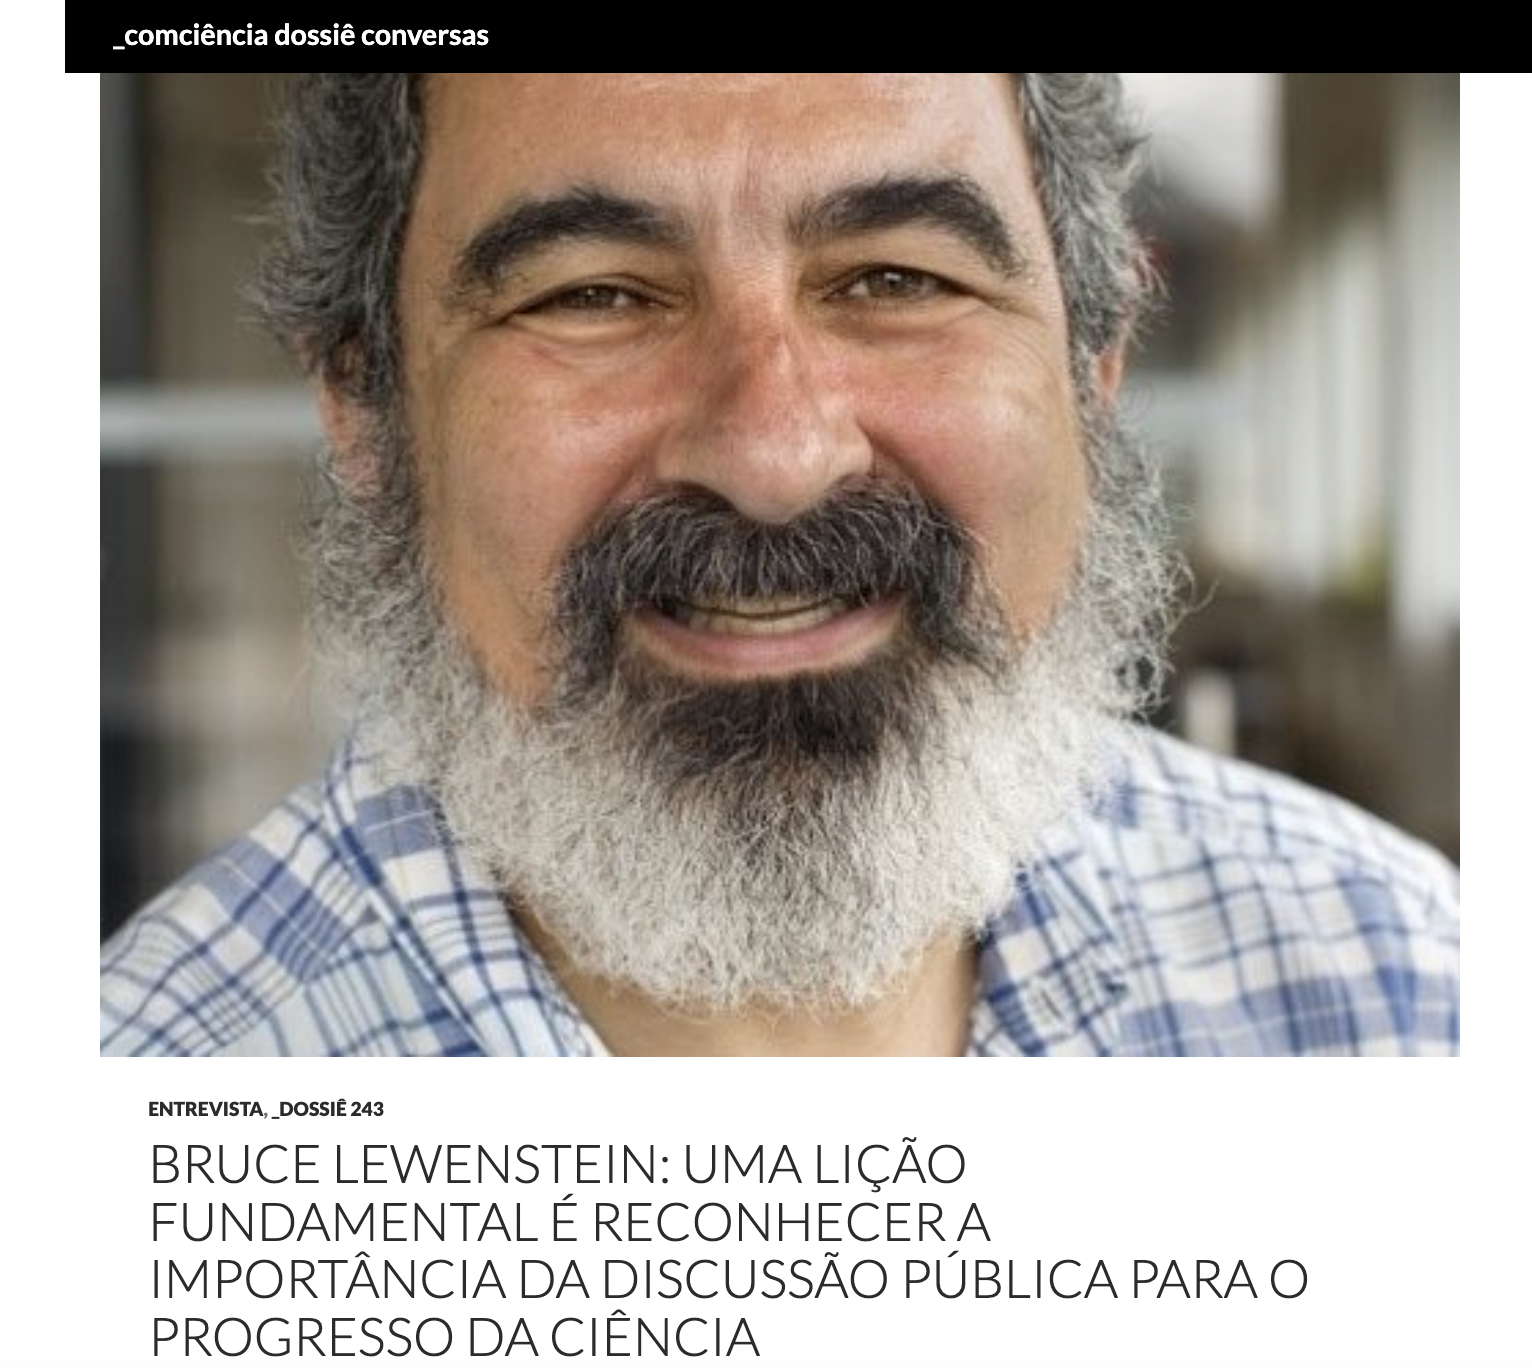 _comciência dossiê conversas
ENTREVISTA, _DOSSIÊ 243
BRUCE LEWENSTEIN: UMA LIÇÃO
FUNDAMENTAL É RECONHECER A
IMPORTÂNCIA DA DISCUSSÃO PÚBLICA PARA O
PROGRESSO DA CIÊNCIA